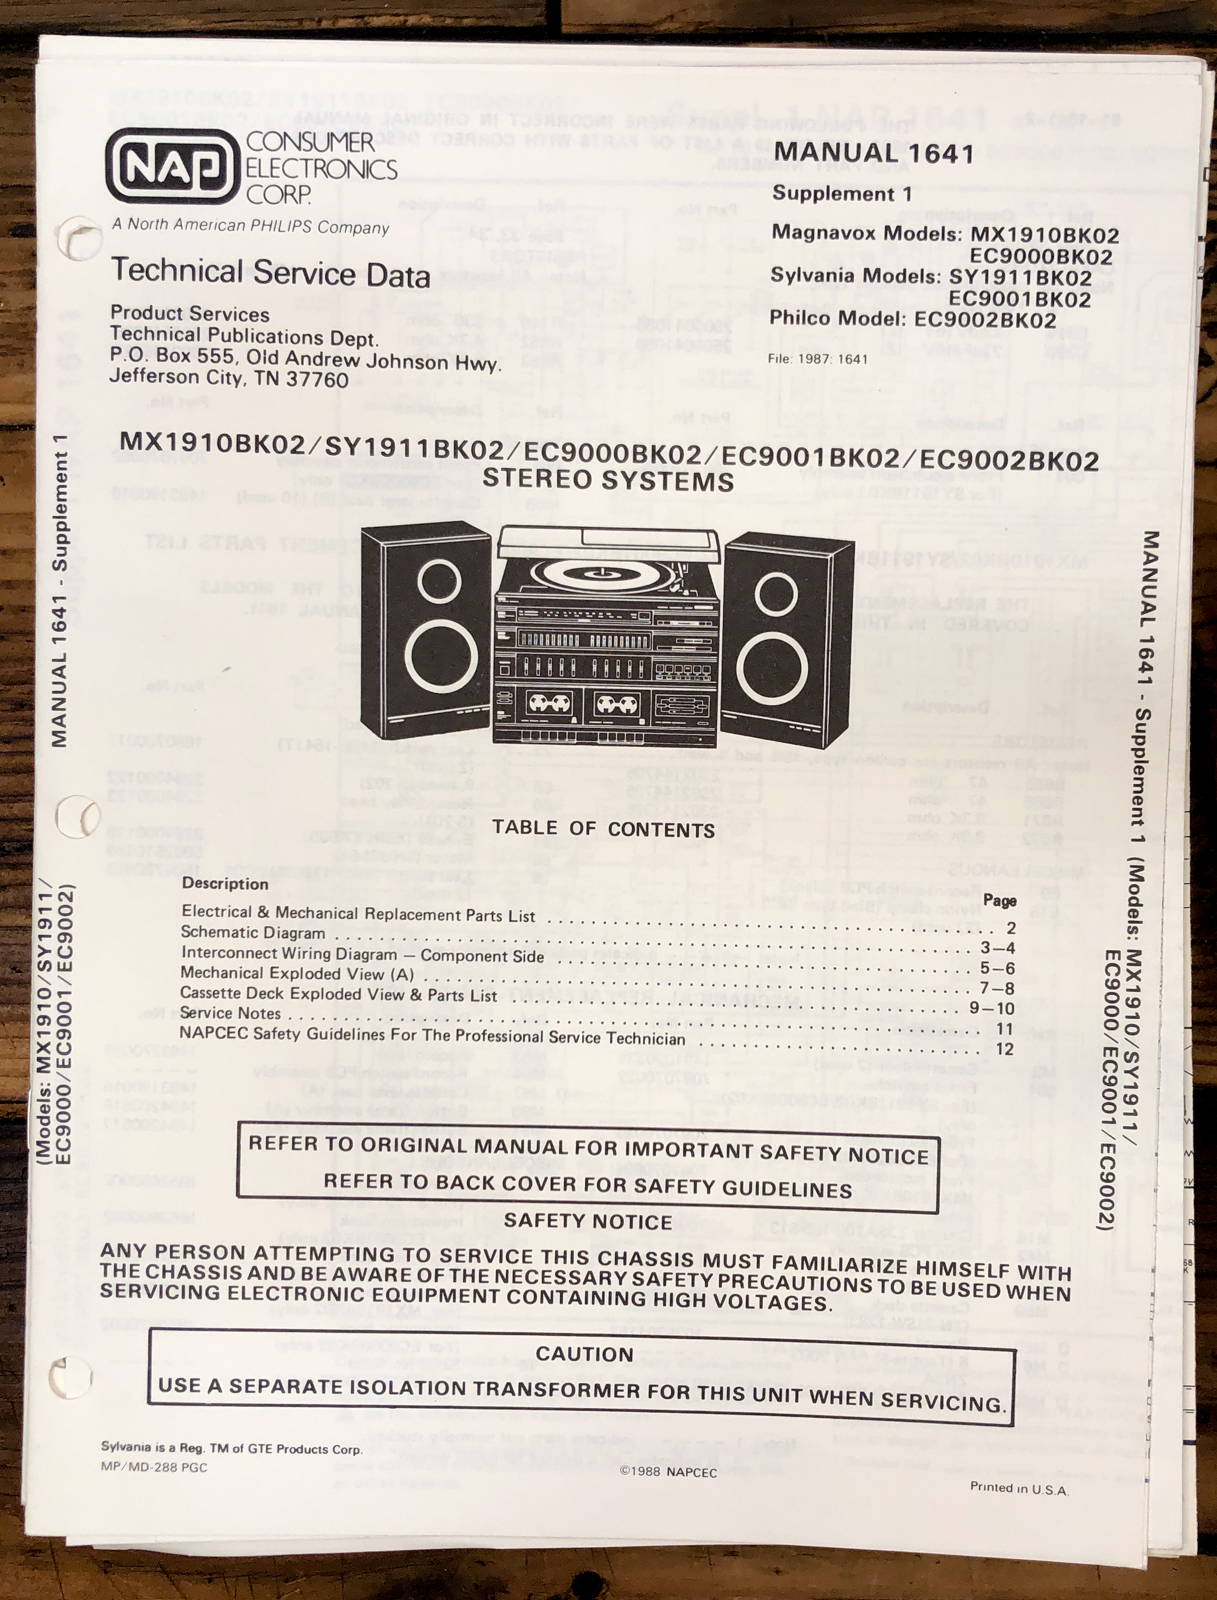 NAP
CONSUMER
ELECTRONICS
CORP.
A North American PHILIPS Company
Technical Service Data
Product Services
Technical Publications Dept.
P.O. Box 555, Old Andrew Johnson Hwy.
Jefferson City, TN 37760
MANUAL 1641
Supplement 1
Magnavox Models: MX1910BK02
EC9000BK02
Sylvania Models: SY1911BK02
EC9001BK02
Philco Model: EC9002BK02
File: 1987: 1641
MX1910BK02/SY1911BK02/EC9000BK02/EC9001BK02/EC9002BK02
STEREO SYSTEMS
TABLE OF CONTENTS
Description Page
Electrical & Mechanical Replacement Parts List . . . . . . . . . . 2
Schematic Diagram . . . . . . . . . . 3–4
Interconnect Wiring Diagram – Component Side . . . . . . . . . . 5–6
Mechanical Exploded View (A) . . . . . . . . . . 7–8
Cassette Deck Exploded View & Parts List . . . . . . . . . . 9–10
Service Notes . . . . . . . . . . 11
NAPCEC Safety Guidelines For The Professional Service Technician . . . . . . . . . . 12
REFER TO ORIGINAL MANUAL FOR IMPORTANT SAFETY NOTICE
REFER TO BACK COVER FOR SAFETY GUIDELINES
SAFETY NOTICE
ANY PERSON ATTEMPTING TO SERVICE THIS CHASSIS MUST FAMILIARIZE HIMSELF WITH
THE CHASSIS AND BE AWARE OF THE NECESSARY SAFETY PRECAUTIONS TO BE USED WHEN
SERVICING ELECTRONIC EQUIPMENT CONTAINING HIGH VOLTAGES.
CAUTION
USE A SEPARATE ISOLATION TRANSFORMER FOR THIS UNIT WHEN SERVICING.
Sylvania is a Reg. TM of GTE Products Corp.
MP/MD-288 PGC
©1988 NAPCEC
Printed in U.S.A.
MANUAL 1641 - Supplement 1
(Models: MX1910/SY1911/
EC9000/EC9001/EC9002)
MANUAL 1641 - Supplement 1 (Models: MX1910/SY1911/
EC9000/EC9001/EC9002)